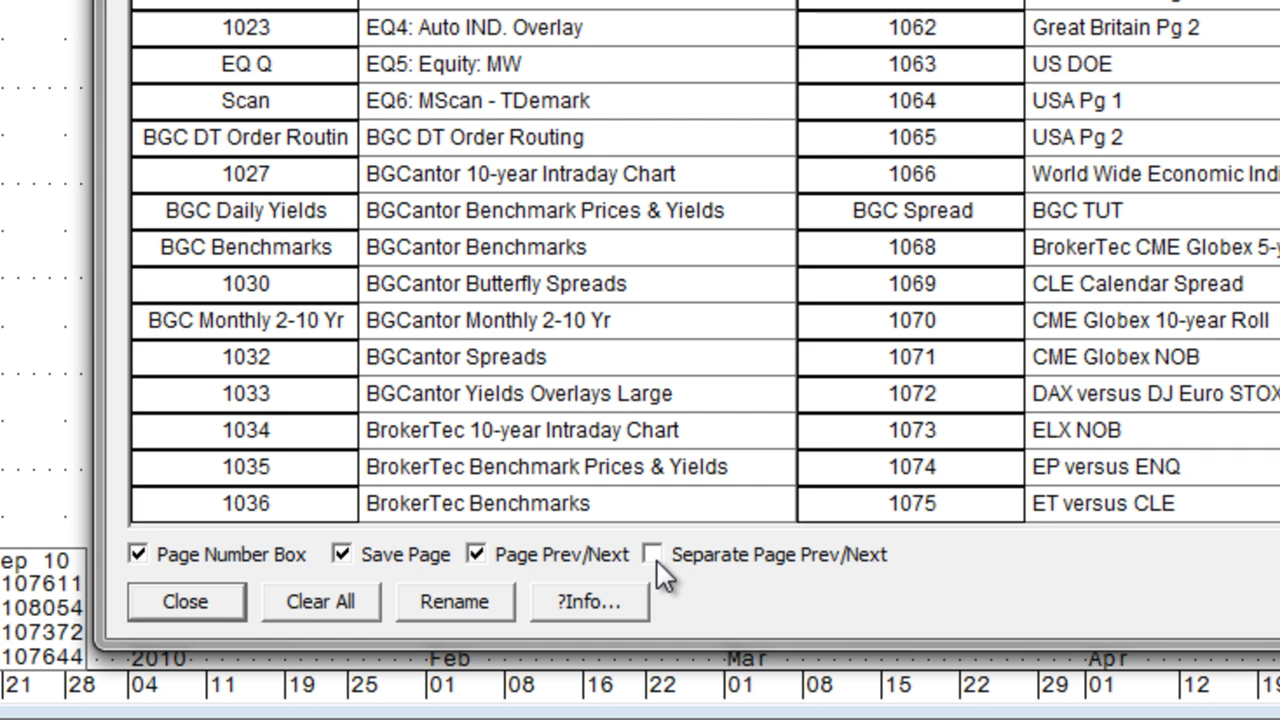 1023 EQ4: Auto IND. Overlay 1062 Great Britain Pg 2
EQ Q EQ5: Equity: MW 1063 US DOE
Scan EQ6: MScan - TDemark 1064 USA Pg 1
BGC DT Order Routin BGC DT Order Routing 1065 USA Pg 2
1027 BGCantor 10-year Intraday Chart 1066 World Wide Economic Indi
BGC Daily Yields BGCantor Benchmark Prices & Yields BGC Spread BGC TUT
BGC Benchmarks BGCantor Benchmarks 1068 BrokerTec CME Globex 5-y
1030 BGCantor Butterfly Spreads 1069 CLE Calendar Spread
BGC Monthly 2-10 Yr BGCantor Monthly 2-10 Yr 1070 CME Globex 10-year Roll
1032 BGCantor Spreads 1071 CME Globex NOB
1033 BGCantor Yields Overlays Large 1072 DAX versus DJ Euro STOX
1034 BrokerTec 10-year Intraday Chart 1073 ELX NOB
1035 BrokerTec Benchmark Prices & Yields 1074 EP versus ENQ
1036 BrokerTec Benchmarks 1075 ET versus CLE
Page Number Box Save Page Page Prev/Next Separate Page Prev/Next
Close Clear All Rename ?Info...
ep 10
107611
108054
107372
107644
2010 Feb Mar Apr
21 28 04 11 19 25 01 08 16 22 01 08 15 22 29 01 12 19